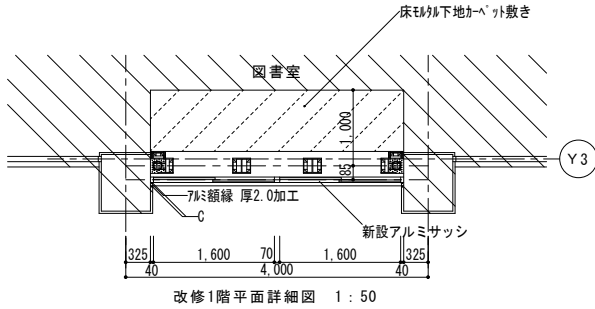 床ﾓﾙﾀﾙ下地ｶｰﾍﾟｯﾄ敷き
図書室
1,000
85
Y3
ｱﾙﾐ額縁 厚2.0加工
C
新設アルミサッシ
325 1,600 70 1,600 325
40 4,000 40
改修1階平面詳細図 1：50